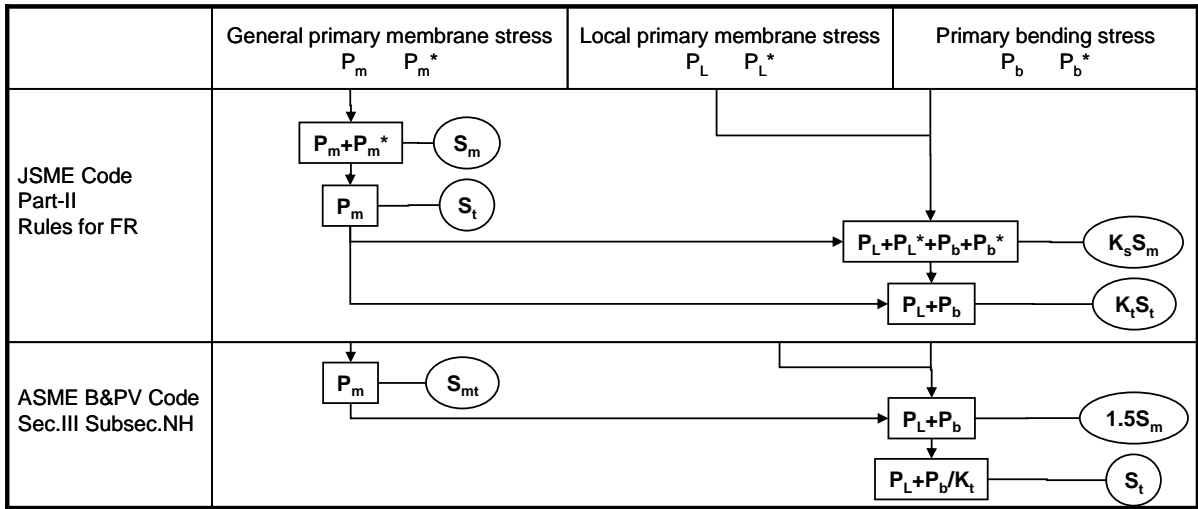 General primary membrane stress
Pm Pm*
Local primary membrane stress
PL PL*
Primary bending stress
Pb Pb*
JSME Code
Part-II
Rules for FR
Pm+Pm*
Sm
Pm
St
PL+PL*+Pb+Pb*
KsSm
PL+Pb
KtSt
ASME B&PV Code
Sec.III Subsec.NH
Pm
Smt
PL+Pb
1.5Sm
PL+Pb/Kt
St